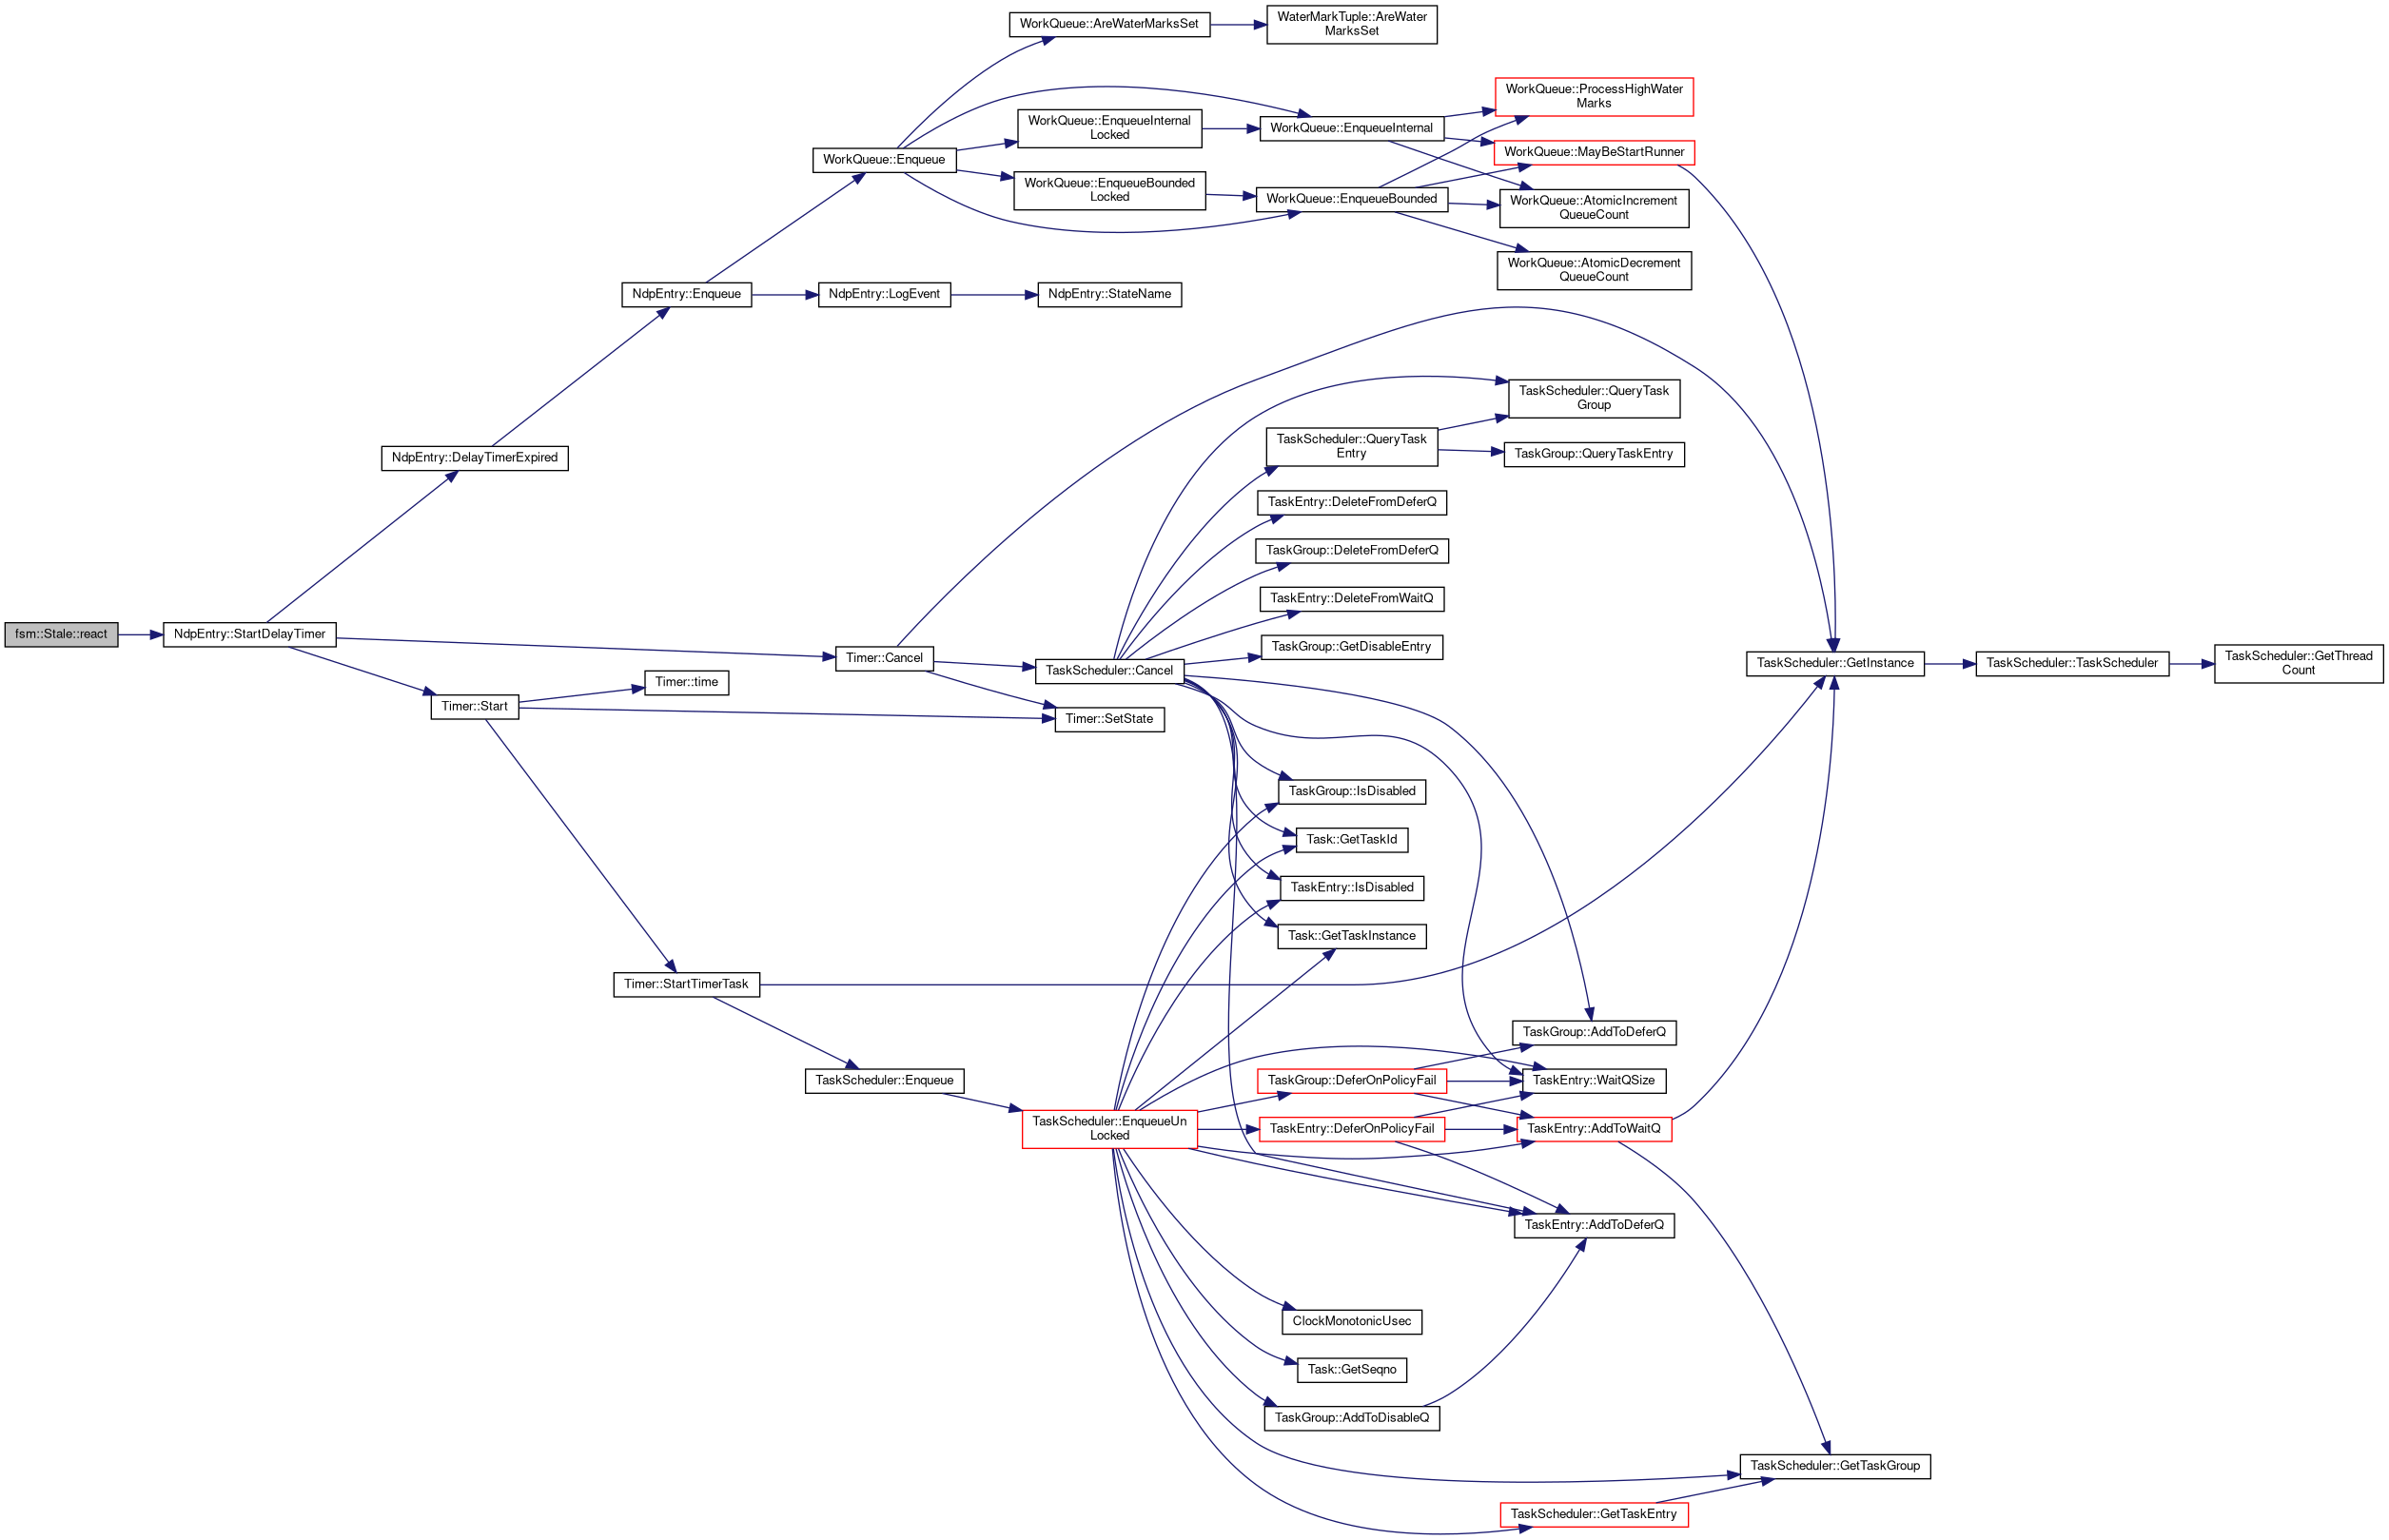 WorkQueue::AreWaterMarksSet
WaterMarkTuple::AreWater
MarksSet
WorkQueue::ProcessHighWater
Marks
WorkQueue::EnqueueInternal
Locked
WorkQueue::EnqueueInternal
WorkQueue::Enqueue
WorkQueue::MayBeStartRunner
WorkQueue::EnqueueBounded
Locked
WorkQueue::EnqueueBounded
WorkQueue::AtomicIncrement
QueueCount
WorkQueue::AtomicDecrement
QueueCount
NdpEntry::Enqueue
NdpEntry::LogEvent
NdpEntry::StateName
TaskScheduler::QueryTask
Group
NdpEntry::DelayTimerExpired
TaskScheduler::QueryTask
Entry
TaskGroup::QueryTaskEntry
TaskEntry::DeleteFromDeferQ
TaskGroup::DeleteFromDeferQ
TaskEntry::DeleteFromWaitQ
fsm::Stale::react
NdpEntry::StartDelayTimer
TaskGroup::GetDisableEntry
Timer::Cancel
TaskScheduler::Cancel
TaskScheduler::GetInstance
TaskScheduler::TaskScheduler
TaskScheduler::GetThread
Count
Timer::time
Timer::Start
Timer::SetState
TaskGroup::IsDisabled
Task::GetTaskId
TaskEntry::IsDisabled
Task::GetTaskInstance
Timer::StartTimerTask
TaskGroup::AddToDeferQ
TaskScheduler::Enqueue
TaskGroup::DeferOnPolicyFail
TaskEntry::WaitQSize
TaskScheduler::EnqueueUn
Locked
TaskEntry::DeferOnPolicyFail
TaskEntry::AddToWaitQ
TaskEntry::AddToDeferQ
ClockMonotonicUsec
Task::GetSeqno
TaskGroup::AddToDisableQ
TaskScheduler::GetTaskGroup
TaskScheduler::GetTaskEntry